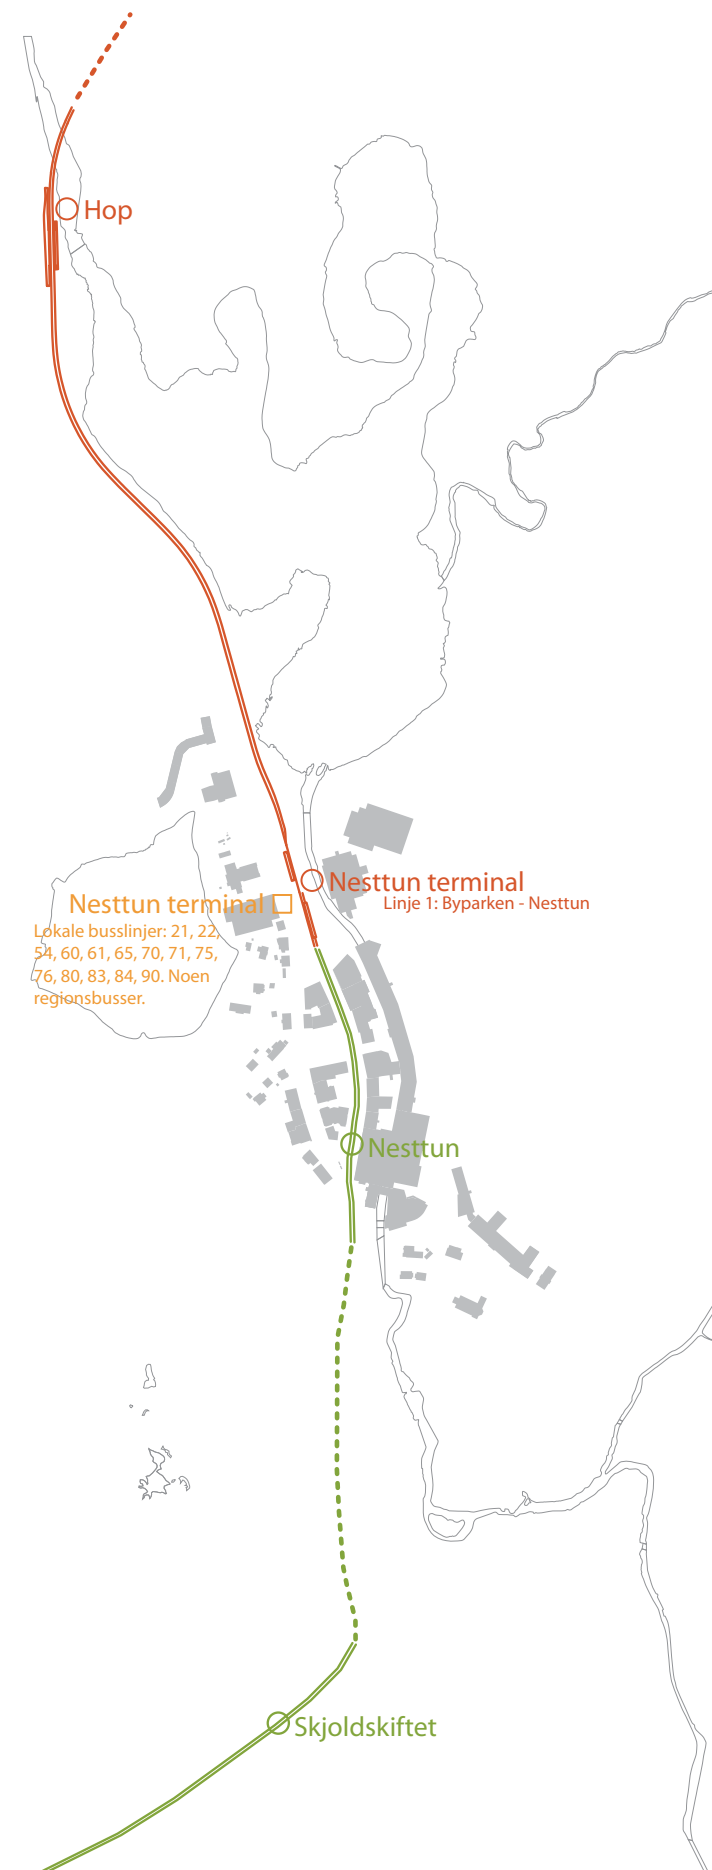 Hop
Nesttun terminal
Linje 1: Byparken - Nesttun
Nesttun terminal
Lokale busslinjer: 21, 22,
54, 60, 61, 65, 70, 71, 75,
76, 80, 83, 84, 90. Noen
regionsbusser.
Nesttun
Skjoldskiftet